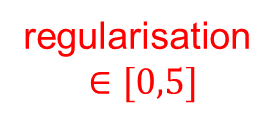 regularisation
∈ [0,5]